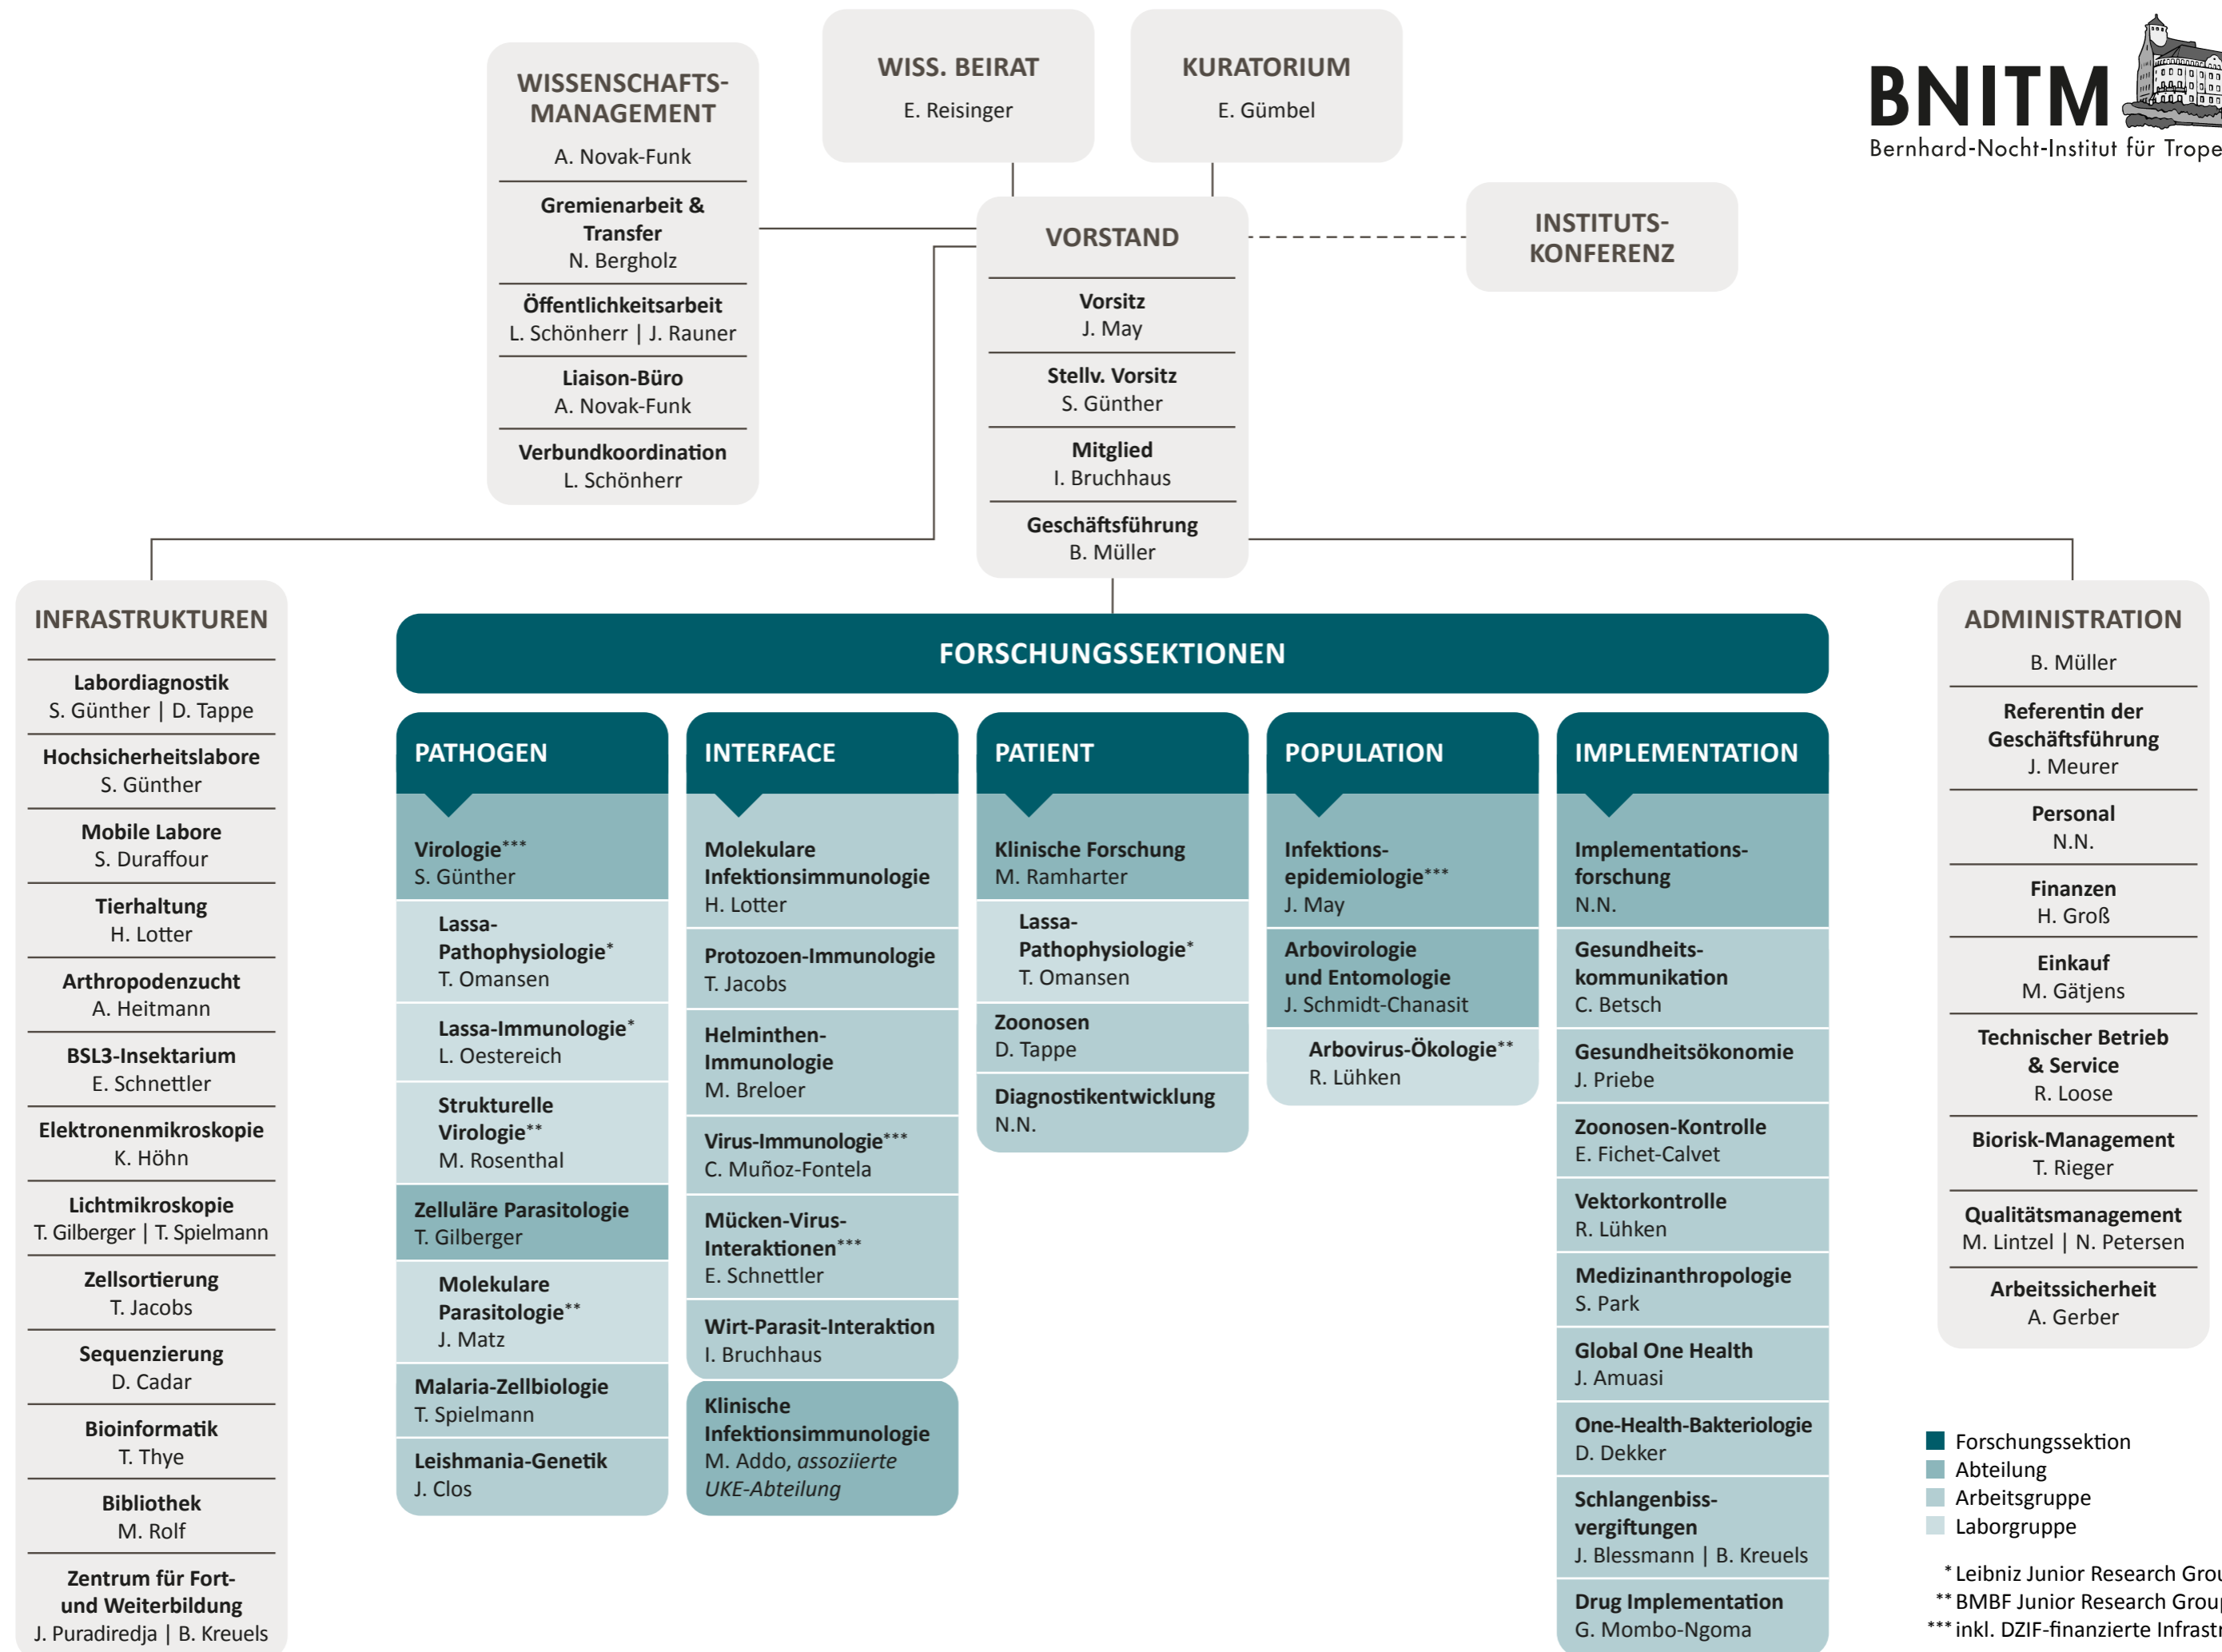 WISSENSCHAFTS-
MANAGEMENT
A. Novak-Funk
Gremienarbeit &
Transfer
N. Bergholz
Öffentlichkeitsarbeit
L. Schönherr | J. Rauner
Liaison-Büro
A. Novak-Funk
Verbundkoordination
L. Schönherr
WISS. BEIRAT
E. Reisinger
KURATORIUM
E. Gümbel
BNITM
Bernhard-Nocht-Institut für
VORSTAND
Vorsitz
J. May
Stellv. Vorsitz
S. Günther
Mitglied
I. Bruchhaus
Geschäftsführung
B. Müller
INSTITUTS-
KONFERENZ
INFRASTRUKTUREN
Labordiagnostik
S. Günther | D. Tappe
Hochsicherheitslabore
S. Günther
Mobile Labore
S. Duraffour
Tierhaltung
H. Lotter
Arthropodenzucht
A. Heitmann
BSL3-Insektarium
E. Schnettler
Elektronenmikroskopie
K. Höhn
Lichtmikroskopie
T. Gilberger | T. Spielmann
Zellsortierung
T. Jacobs
Sequenzierung
D. Cadar
Bioinformatik
T. Thye
Bibliothek
M. Rolf
Zentrum für Fort-
und Weiterbildung
J. Puradiredja | B. Kreuels
FORSCHUNGSSEKTIONEN
PATHOGEN
Virologie***
S. Günther
Lassa-
Pathophysiologie*
T. Omansen
Lassa-Immunologie*
L. Oestereich
Strukturelle
Virologie**
M. Rosenthal
Zelluläre Parasitologie
T. Gilberger
Molekulare
Parasitologie**
J. Matz
Malaria-Zellbiologie
T. Spielmann
Leishmania-Genetik
J. Clos
INTERFACE
Molekulare
Infektionsimmunologie
H. Lotter
Protozoen-Immunologie
T. Jacobs
Helminthen-
Immunologie
M. Breloer
Virus-Immunologie***
C. Muñoz-Fontela
Mücken-Virus-
Interaktionen***
E. Schnettler
Wirt-Parasit-Interaktion
I. Bruchhaus
Klinische
Infektionsimmunologie
M. Addo, assoziierte
UKE-Abteilung
PATIENT
Klinische Forschung
M. Ramharter
Lassa-
Pathophysiologie*
T. Omansen
Zoonosen
D. Tappe
Diagnostikentwicklung
N.N.
POPULATION
Infektions-
epidemiologie***
J. May
Arbovirologie
und Entomologie
J. Schmidt-Chanasit
Arbovirus-Ökologie**
R. Lühken
IMPLEMENTATION
Implementations-
forschung
N.N.
Gesundheits-
kommunikation
C. Betsch
Gesundheitsökonomie
J. Priebe
Zoonosen-Kontrolle
E. Fichet-Calvet
Vektorkontrolle
R. Lühken
Medizinanthropologie
S. Park
Global One Health
J. Amuasi
One-Health-Bakteriologie
D. Dekker
Schlangenbiss-
vergiftungen
J. Blessmann | B. Kreuels
Drug Implementation
G. Mombo-Ngoma
ADMINISTRATION
B. Müller
Referentin der
Geschäftsführung
J. Meurer
Personal
N.N.
Finanzen
H. Groß
Einkauf
M. Gätjens
Technischer Betrieb
& Service
R. Loose
Biorisk-Management
T. Rieger
Qualitätsmanagement
M. Lintzel | N. Petersen
Arbeitssicherheit
A. Gerber
Forschungssektion
Abteilung
Arbeitsgruppe
Laborgruppe
* Leibniz Junior Research
** BMBF Junior Research
*** inkl. DZIF-finanzierte